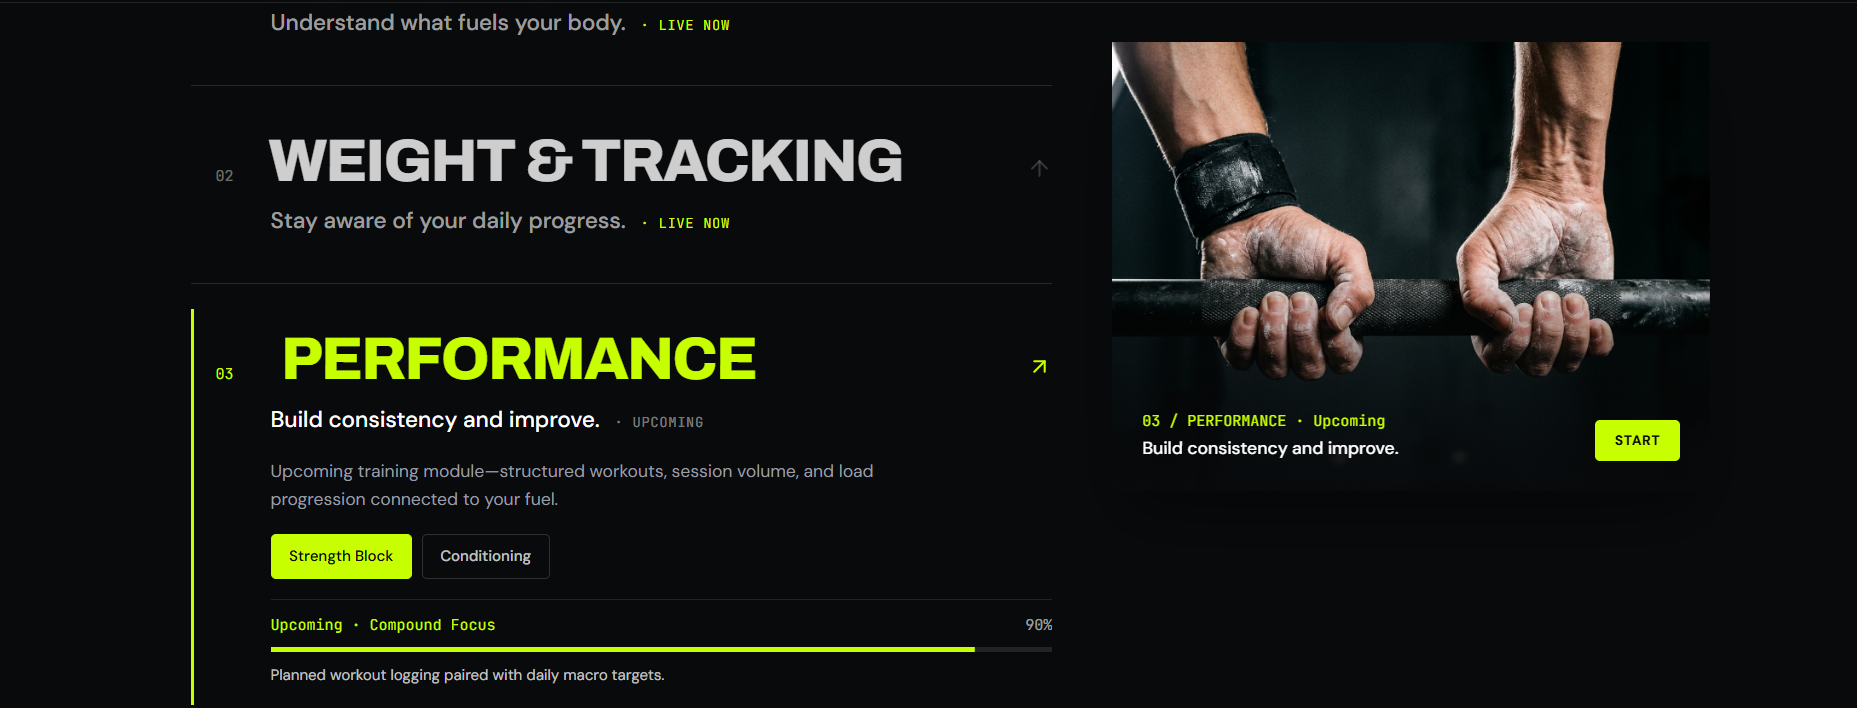 Understand what fuels your body. · LIVE NOW
02
WEIGHT & TRACKING
Stay aware of your daily progress. · LIVE NOW
03
PERFORMANCE
Build consistency and improve. · UPCOMING
Upcoming training module—structured workouts, session volume, and load
progression connected to your fuel.
Strength Block
Conditioning
Upcoming · Compound Focus
90%
Planned workout logging paired with daily macro targets.
03 / PERFORMANCE · Upcoming
Build consistency and improve.
START